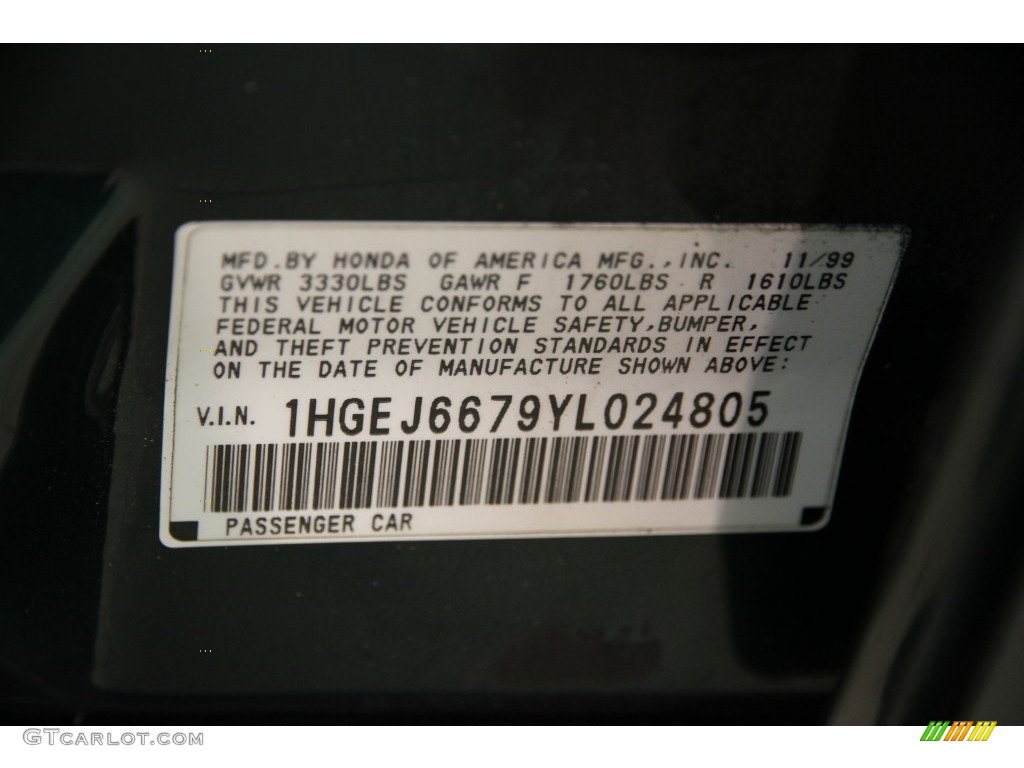 MFD. BY HONDA OF AMERICA MFG., INC. 11/99
GVWR 3330LBS GAWR F 1760LBS R 1610LBS
THIS VEHICLE CONFORMS TO ALL APPLICABLE
FEDERAL MOTOR VEHICLE SAFETY, BUMPER,
AND THEFT PREVENTION STANDARDS IN EFFECT
ON THE DATE OF MANUFACTURE SHOWN ABOVE:
V.I.N. 1HGEJ6679YL024805
PASSENGER CAR
GTCARLOT.COM